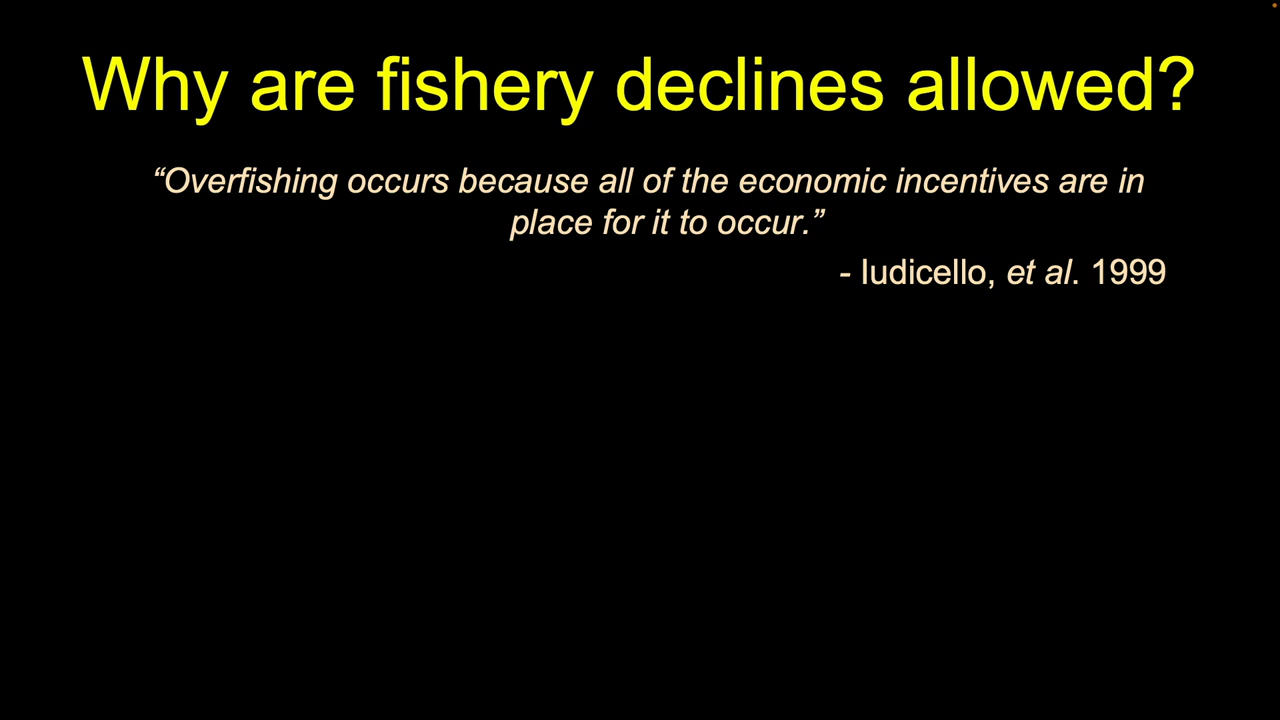 Why are fishery declines allowed?
“Overfishing occurs because all of the economic incentives are in
place for it to occur.”
- Iudicello, et al. 1999